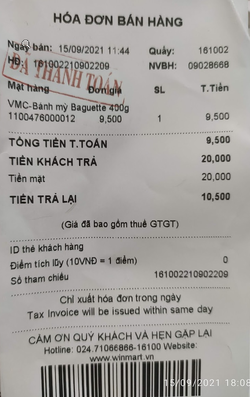 HÓA ĐƠN BÁN HÀNG
Ngày bán: 15/09/2021 11:44 Quầy: 161002
HĐ: 161002210902209 NVBH: 09028668
ĐÃ THANH TOÁN
Mặt hàng Đơn giá SL T.Tiền
VMC-Bánh mỳ Baguette 400g
1100476000012 9,500 1 9,500
TỔNG TIỀN T.TOÁN 9,500
TIỀN KHÁCH TRẢ 20,000
Tiền mặt 20,000
TIỀN TRẢ LẠI 10,500
(Giá đã bao gồm thuế GTGT)
ID thẻ khách hàng
Điểm tích lũy (10VNĐ = 1 điểm) 0
Số tham chiếu 161002210902209
Chỉ xuất hóa đơn trong ngày
Tax Invoice will be issued within same day
CẢM ƠN QUÝ KHÁCH VÀ HẸN GẶP LẠI
Hotline: 024.71066866-16100 Website:
www.winmart.vn
15/09/2021 18:08